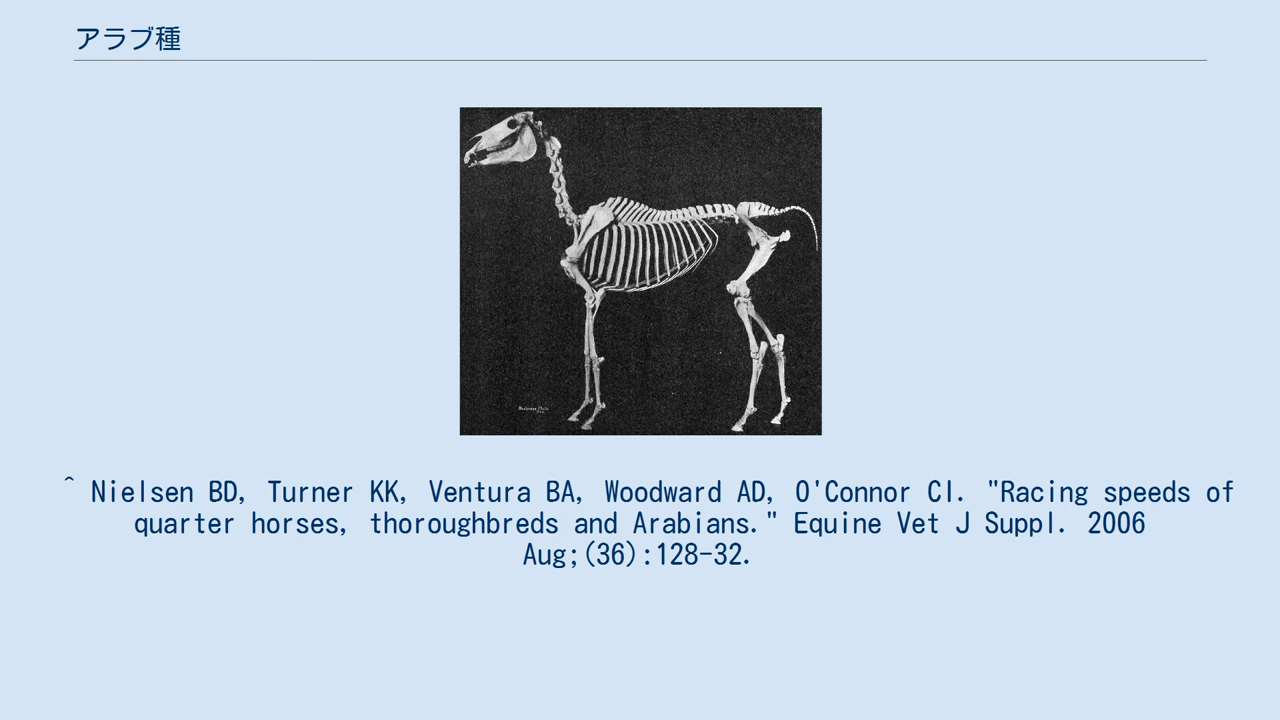 アラブ種
^ Nielsen BD, Turner KK, Ventura BA, Woodward AD, O'Connor CI. "Racing speeds of
quarter horses, thoroughbreds and Arabians." Equine Vet J Suppl. 2006
Aug;(36):128-32.